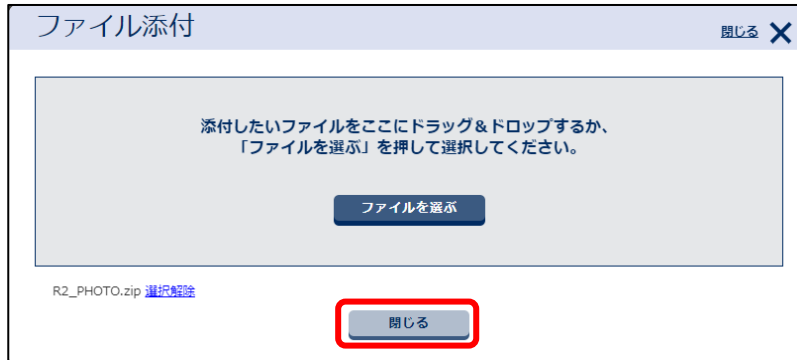 ファイル添付
閉じる
添付したいファイルをここにドラッグ&ドロップするか、
「ファイルを選ぶ」を押して選択してください。
ファイルを選ぶ
R2_PHOTO.zip 選択解除
閉じる